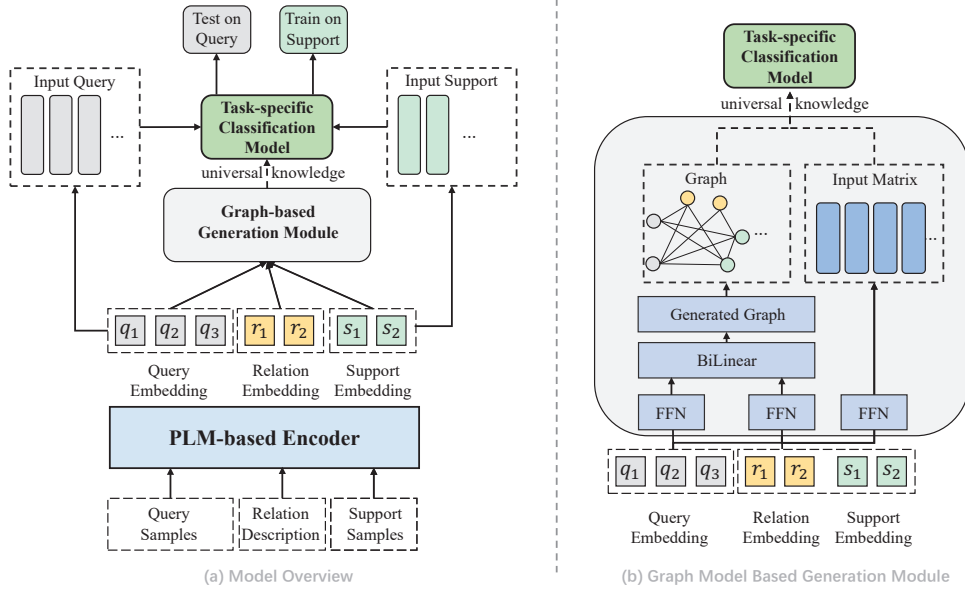 Test on
Query
Train on
Support
Input Query
...
Task-specific
Classification
Model
Input Support
...
universal knowledge
Graph-based
Generation Module
q1 q2 q3
r1 r2
s1 s2
Query
Embedding
Relation
Embedding
Support
Embedding
PLM-based Encoder
Query
Samples
Relation
Description
Support
Samples
(a) Model Overview
Task-specific
Classification
Model
universal knowledge
Graph
...
Input Matrix
...
Generated Graph
BiLinear
FFN
FFN
FFN
q1 q2 q3
r1 r2
s1 s2
Query
Embedding
Relation
Embedding
Support
Embedding
(b) Graph Model Based Generation Module